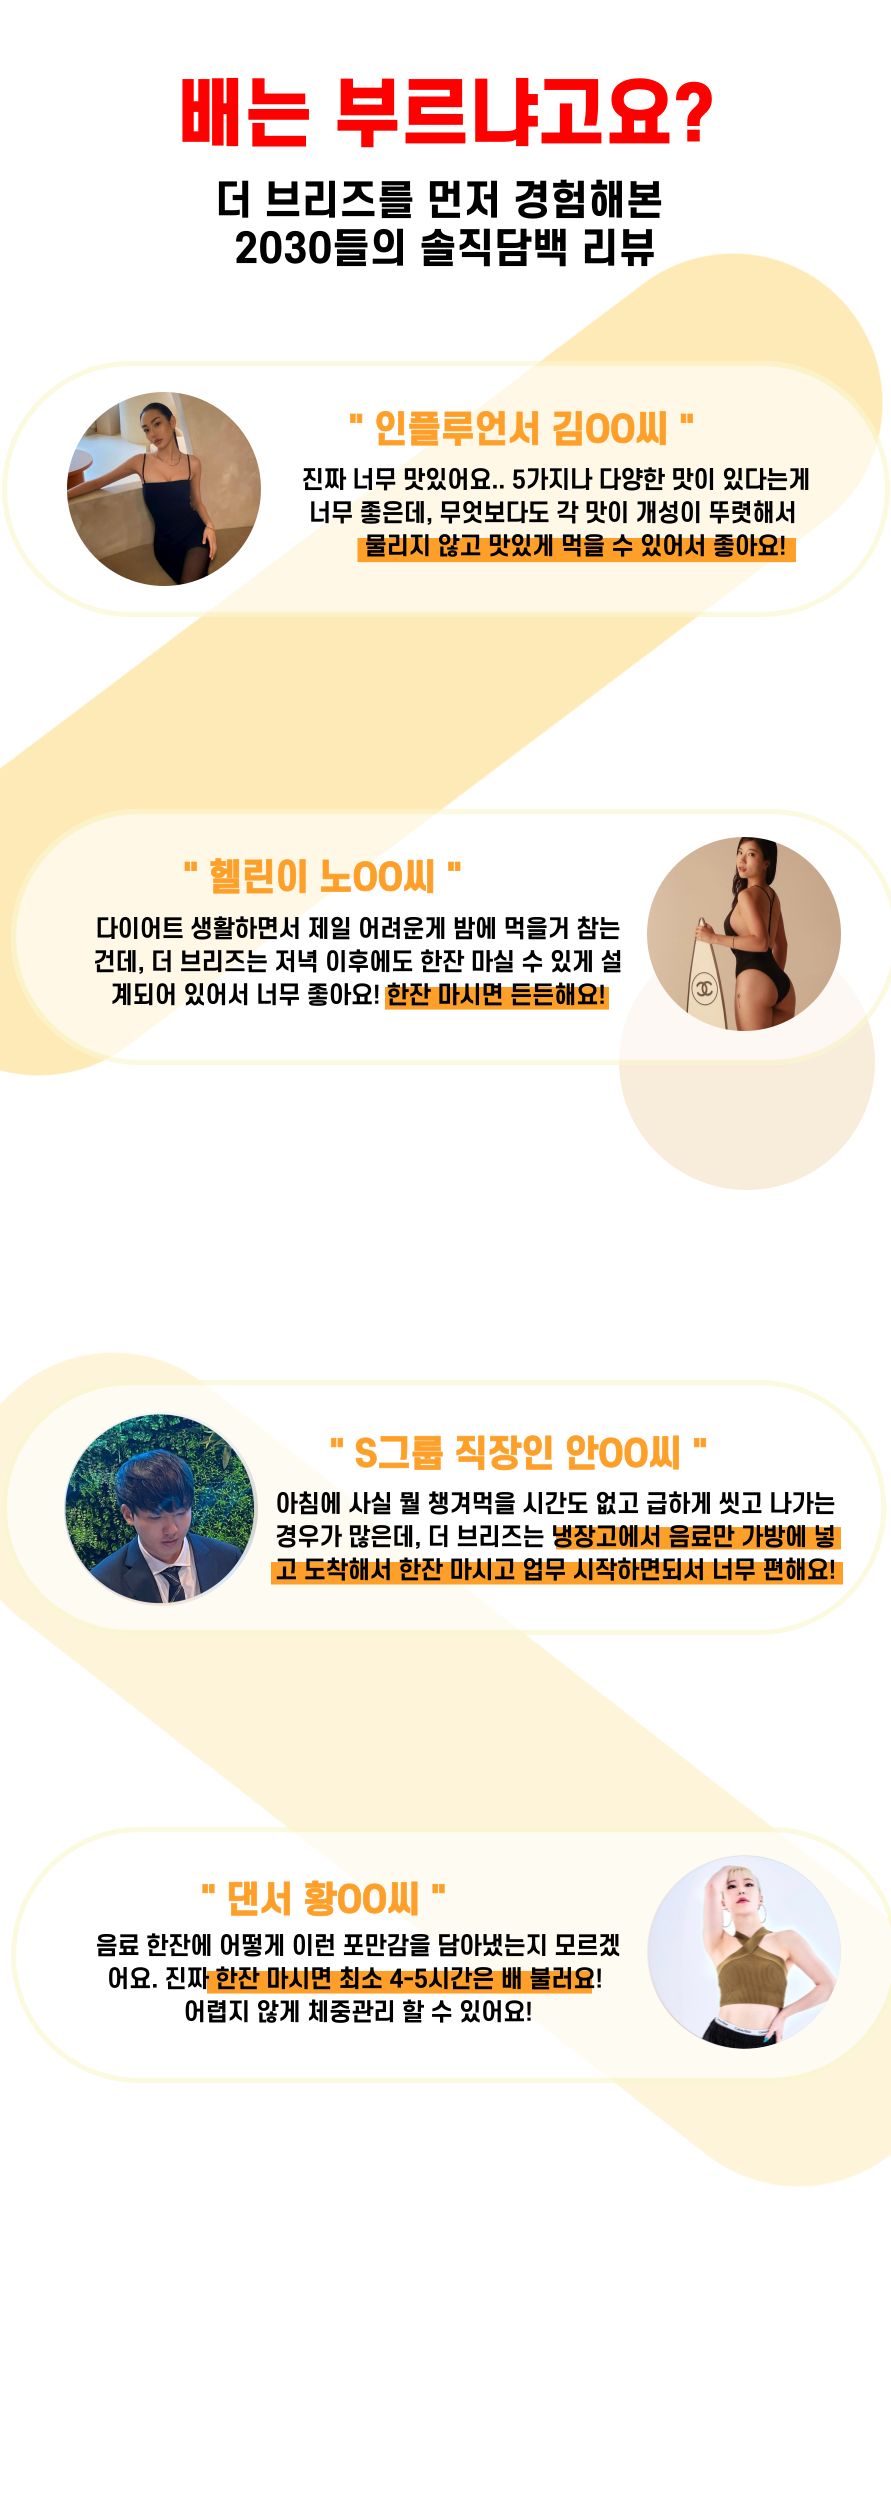 배는 부르냐고요?
더 브리즈를 먼저 경험해본
2030들의 솔직담백 리뷰
" 인플루언서 김OO씨 "
진짜 너무 맛있어요.. 5가지나 다양한 맛이 있다는게
너무 좋은데, 무엇보다도 각 맛이 개성이 뚜렷해서
물리지 않고 맛있게 먹을 수 있어서 좋아요!
" 헬린이 노OO씨 "
다이어트 생활하면서 제일 어려운게 밤에 먹을거 참는
건데, 더 브리즈는 저녁 이후에도 한잔 마실 수 있게 설
계되어 있어서 너무 좋아요! 한잔 마시면 든든해요!
" S그룹 직장인 안OO씨 "
아침에 사실 뭘 챙겨먹을 시간도 없고 급하게 씻고 나가는
경우가 많은데, 더 브리즈는 냉장고에서 음료만 가방에 넣
고 도착해서 한잔 마시고 업무 시작하면되서 너무 편해요!
" 댄서 황OO씨 "
음료 한잔에 어떻게 이런 포만감을 담아냈는지 모르겠
어요. 진짜 한잔 마시면 최소 4-5시간은 배 불러요!
어렵지 않게 체중관리 할 수 있어요!